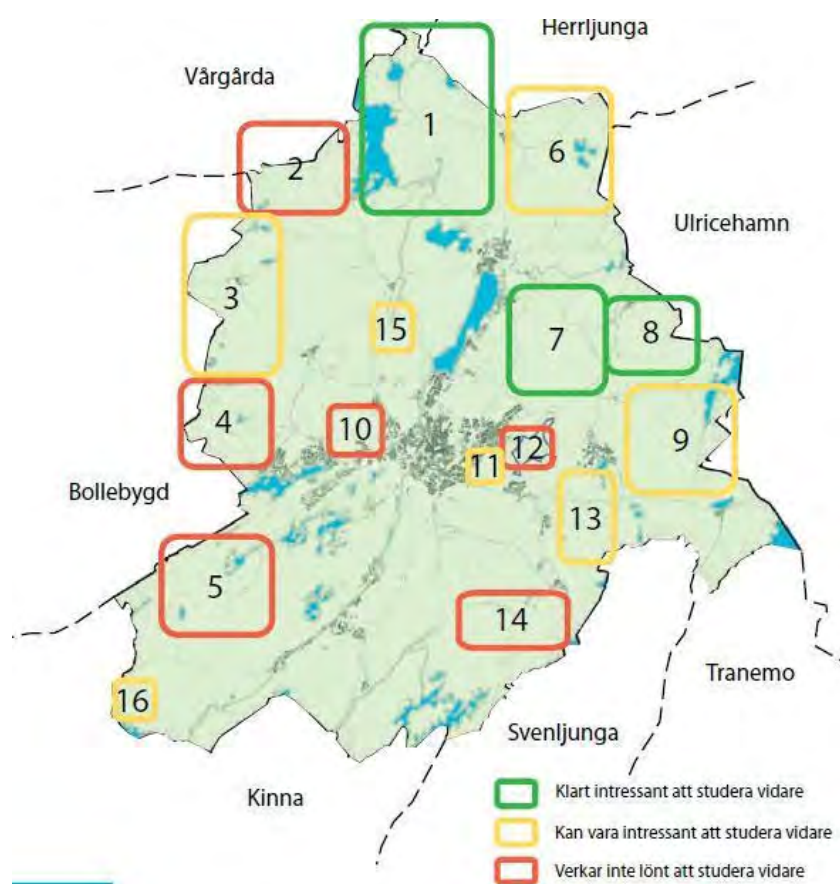 Herrljunga
Vårgårda
1
6
2
Ulricehamn
3
15
7
8
4
10
12
9
11
Bollebygd
13
5
14
Tranemo
16
Svenljunga
Kinna
Klart intressant att studera vidare
Kan vara intressant att studera vidare
Verkar inte lönt att studera vidare